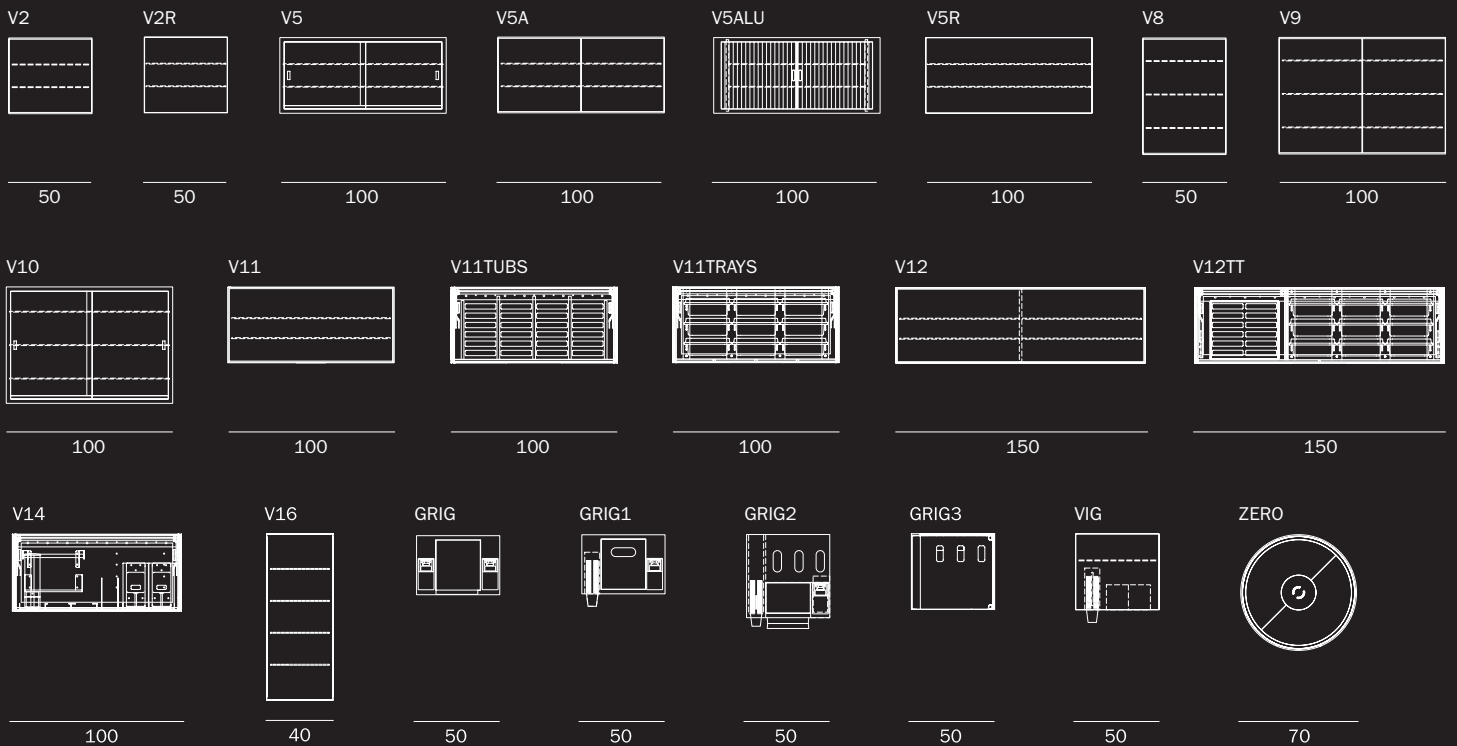 V2 V2R V5 V5A V5ALU V5R V8 V9
50 50 100 100 100 100 50 100
V10 V11 V11TUBS V11TRAYS V12 V12TT
100 100 100 100 150 150
V14 V16 GRIG GRIG1 GRIG2 GRIG3 VIG ZERO
100 40 50 50 50 50 50 70